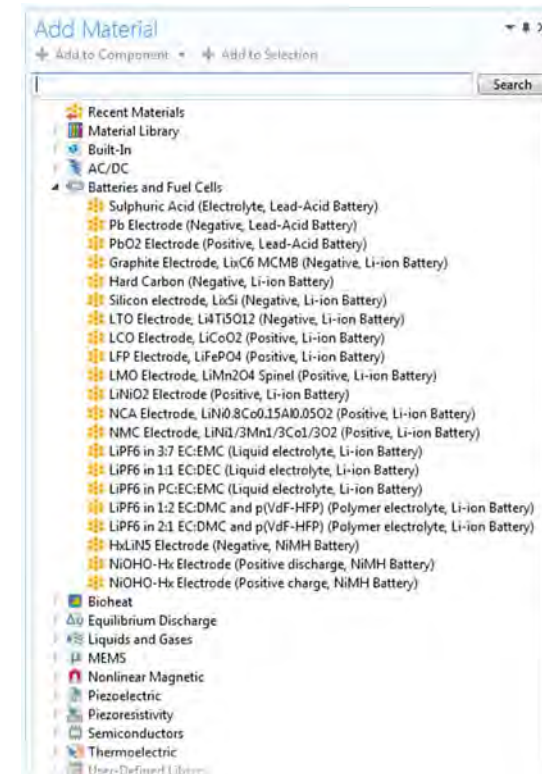 Add Material
Add to Component Add to Selection
Search
Recent Materials
Material Library
Built-In
AC/DC
Batteries and Fuel Cells
Sulphuric Acid (Electrolyte, Lead-Acid Battery)
Pb Electrode (Negative, Lead-Acid Battery)
PbO2 Electrode (Positive, Lead-Acid Battery)
Graphite Electrode, LixC6 MCMB (Negative, Li-ion Battery)
Hard Carbon (Negative, Li-ion Battery)
Silicon electrode, LixSi (Negative, Li-ion Battery)
LTO Electrode, Li4Ti5O12 (Negative, Li-ion Battery)
LCO Electrode, LiCoO2 (Positive, Li-ion Battery)
LFP Electrode, LiFePO4 (Positive, Li-ion Battery)
LMO Electrode, LiMn2O4 Spinel (Positive, Li-ion Battery)
LiNiO2 Electrode (Positive, Li-ion Battery)
NCA Electrode, LiNi0.8Co0.15Al0.05O2 (Positive, Li-ion Battery)
NMC Electrode, LiNi1/3Mn1/3Co1/3O2 (Positive, Li-ion Battery)
LiPF6 in 3:7 EC:EMC (Liquid electrolyte, Li-ion Battery)
LiPF6 in 1:1 EC:DEC (Liquid electrolyte, Li-ion Battery)
LiPF6 in PC:EC:EMC (Liquid electrolyte, Li-ion Battery)
LiPF6 in 1:2 EC:DMC and p(VdF-HFP) (Polymer electrolyte, Li-ion Battery)
LiPF6 in 2:1 EC:DMC and p(VdF-HFP) (Polymer electrolyte, Li-ion Battery)
HxLiN5 Electrode (Negative, NiMH Battery)
NiOHO-Hx Electrode (Positive discharge, NiMH Battery)
NiOHO-Hx Electrode (Positive charge, NiMH Battery)
Bioheat
Equilibrium Discharge
Liquids and Gases
MEMS
Nonlinear Magnetic
Piezoelectric
Piezoresistivity
Semiconductors
Thermoelectric
User-Defined Library